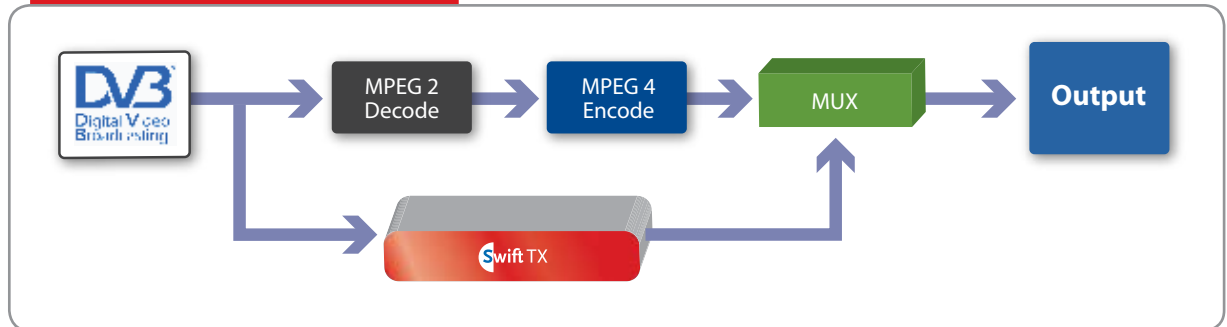 DVB
Digital Video
Broadcasting
MPEG 2
Decode
MPEG 4
Encode
MUX
Output
Swift TX